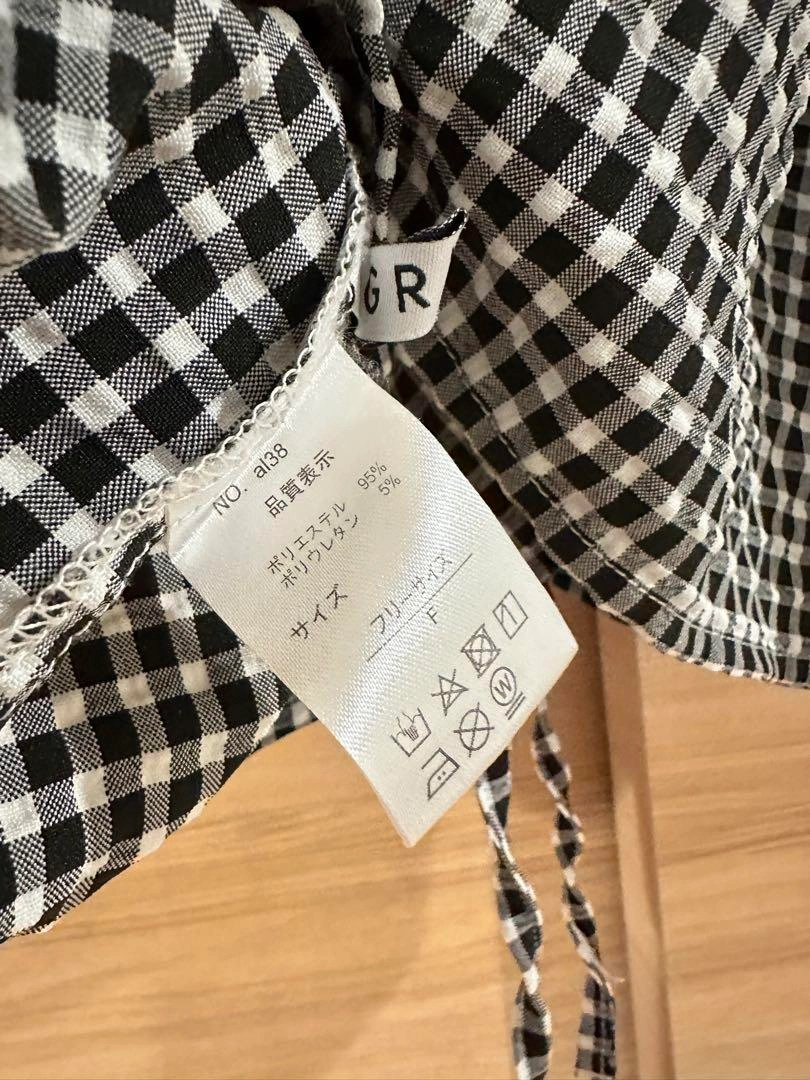 GR
NO. al38
品質表示
ポリエステル 95%
ポリウレタン 5%
サイズ
フリーサイズ
F
W